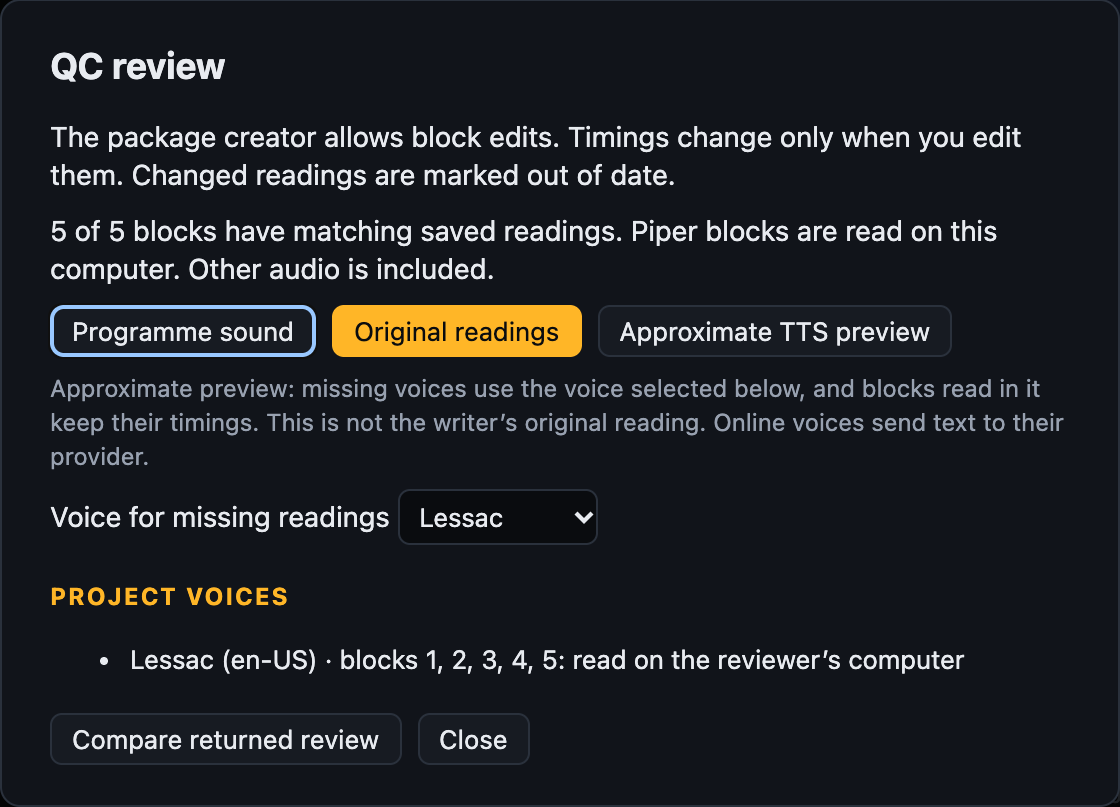 QC review
The package creator allows block edits. Timings change only when you edit
them. Changed readings are marked out of date.
5 of 5 blocks have matching saved readings. Piper blocks are read on this
computer. Other audio is included.
Programme sound
Original readings
Approximate TTS preview
Approximate preview: missing voices use the voice selected below, and blocks read in it
keep their timings. This is not the writer’s original reading. Online voices send text to their
provider.
Voice for missing readings
Lessac
PROJECT VOICES
• Lessac (en-US) · blocks 1, 2, 3, 4, 5: read on the reviewer’s computer
Compare returned review
Close